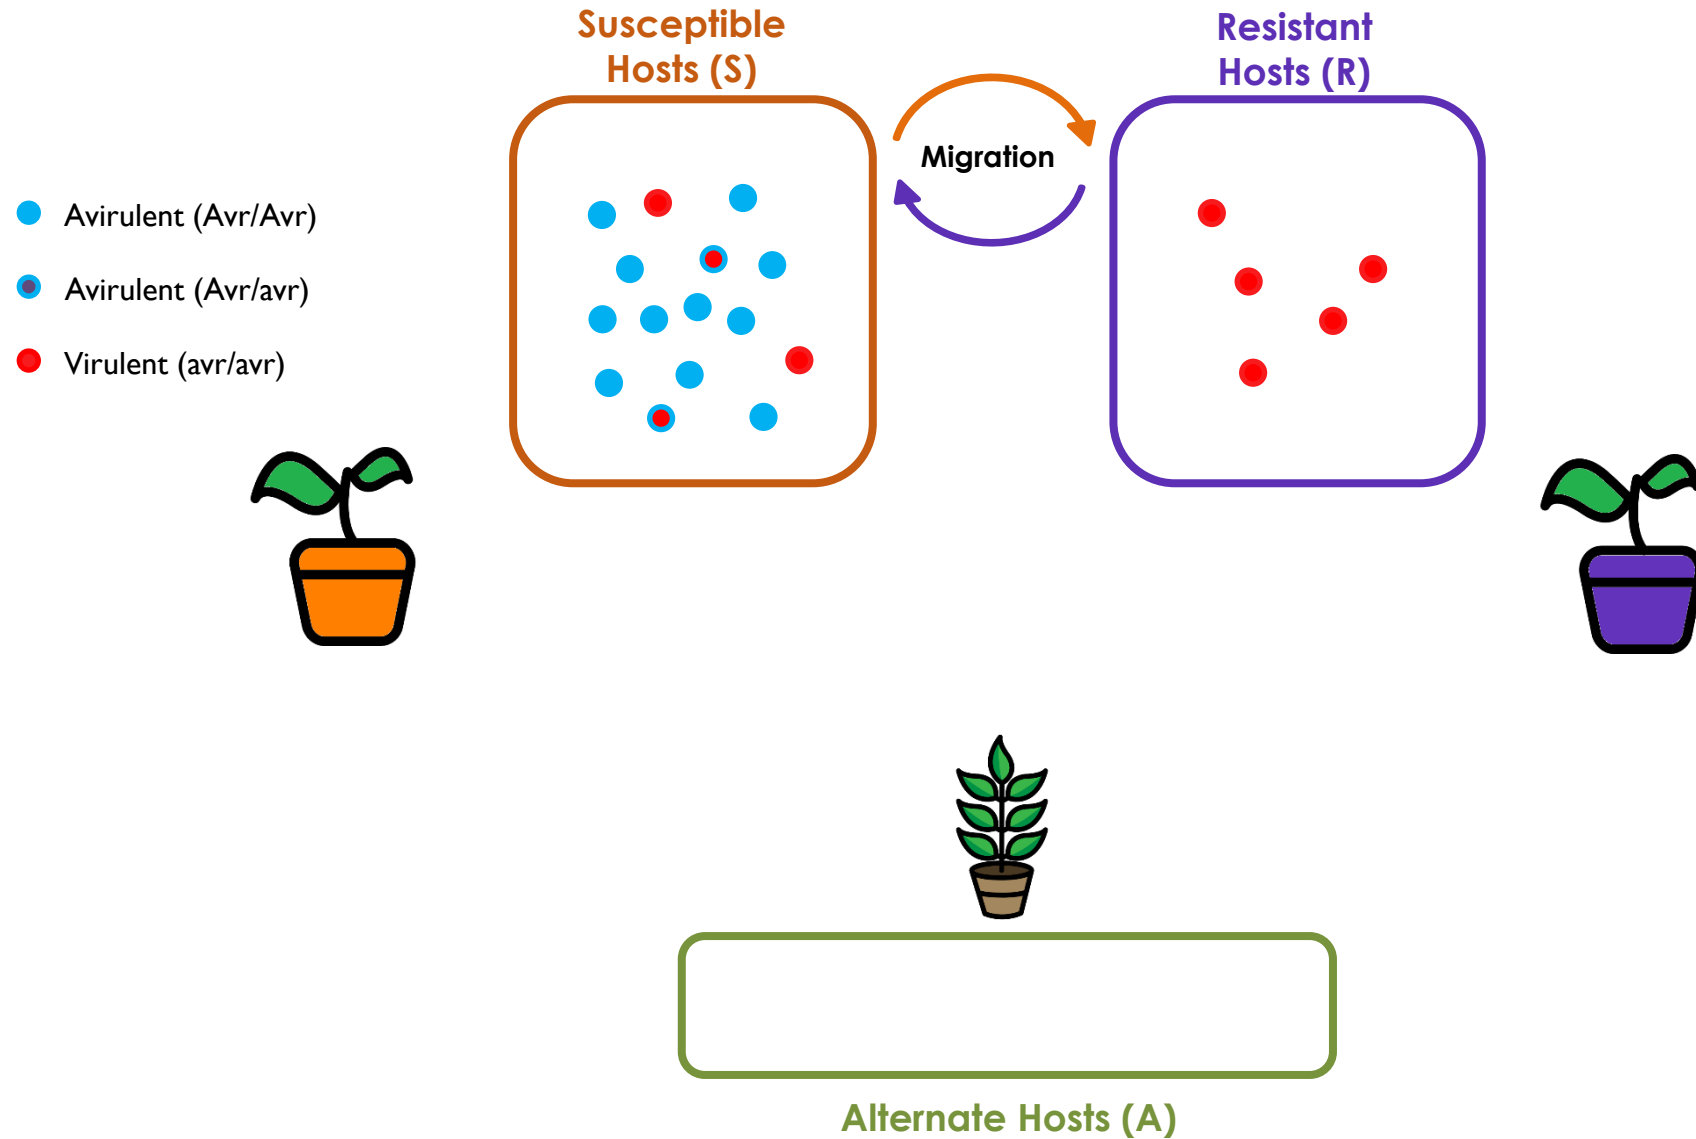 Susceptible
Hosts (S)
Resistant
Hosts (R)
Migration
Avirulent (Avr/Avr)
Avirulent (Avr/avr)
Virulent (avr/avr)
Alternate Hosts (A)